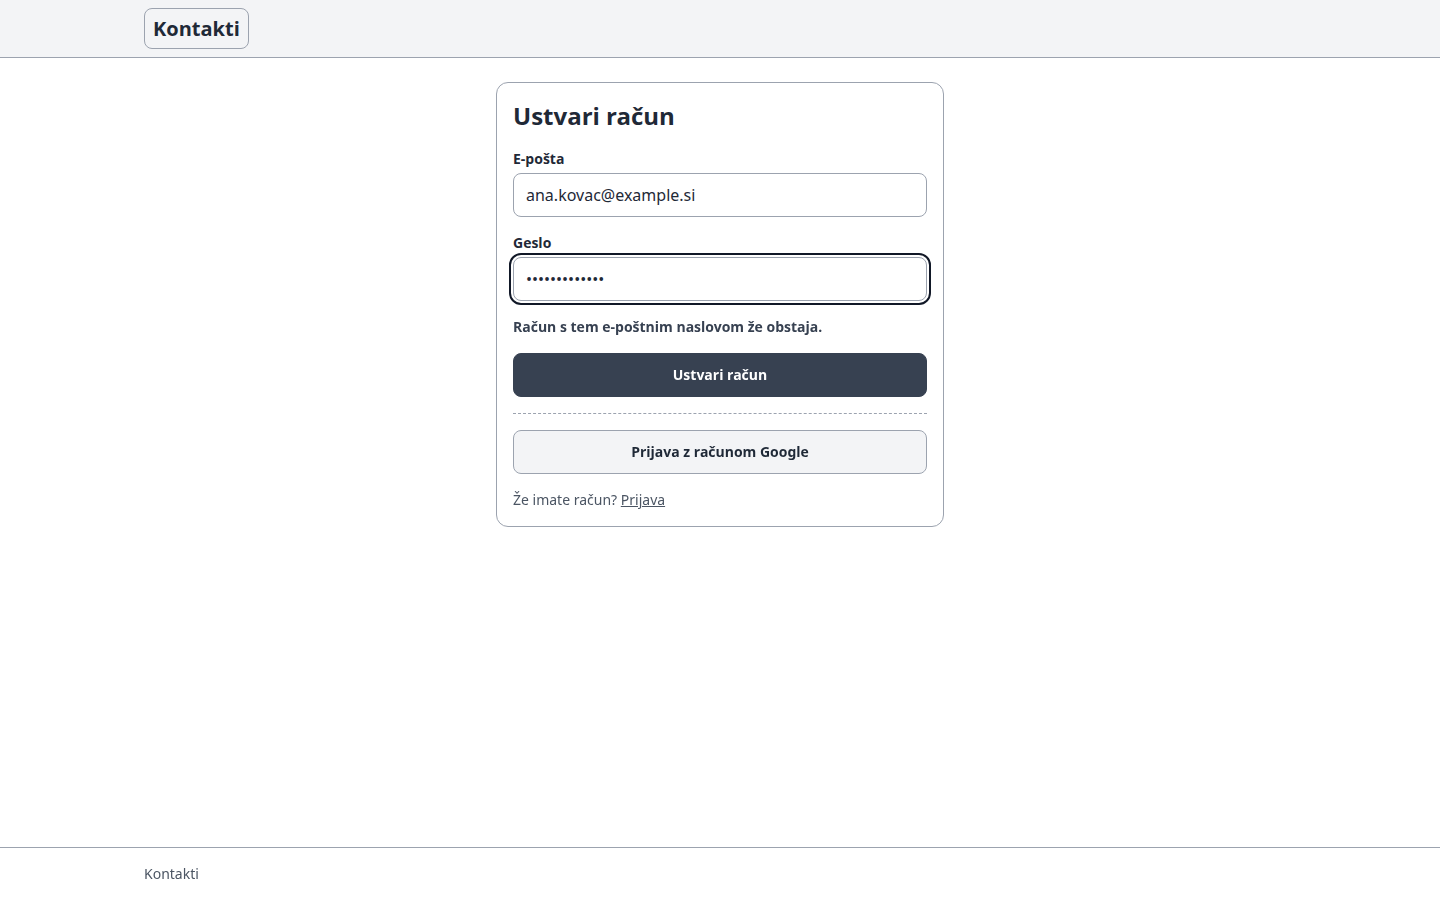 Kontakti
Ustvari račun
E-pošta
ana.kovac@example.si
Geslo
•••••••••••••
Račun s tem e-poštnim naslovom že obstaja.
Ustvari račun
Prijava z računom Google
Že imate račun? Prijava
Kontakti